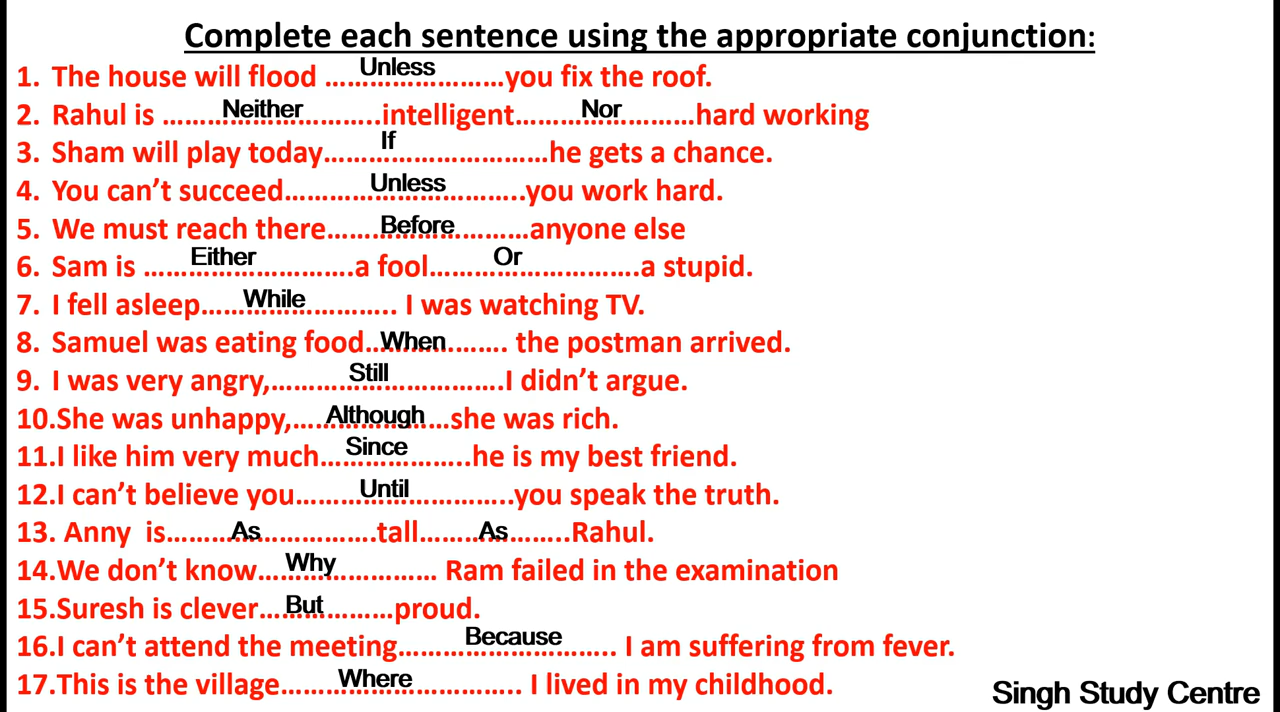 Complete each sentence using the appropriate conjunction:
1. The house will flood ........Unless........you fix the roof.
2. Rahul is ........Neither........intelligent........Nor........hard working
3. Sham will play today........If........he gets a chance.
4. You can't succeed........Unless........you work hard.
5. We must reach there........Before........anyone else
6. Sam is ........Either........a fool........Or........a stupid.
7. I fell asleep........While........ I was watching TV.
8. Samuel was eating food...When........ the postman arrived.
9. I was very angry,........Still........I didn't argue.
10.She was unhappy,.....Although...she was rich.
11.I like him very much...Since........he is my best friend.
12.I can't believe you........Until........you speak the truth.
13. Anny is........As........tall........As........Rahul.
14.We don't know...Why........ Ram failed in the examination
15.Suresh is clever...But........proud.
16.I can't attend the meeting........Because........ I am suffering from fever.
17.This is the village........Where........ I lived in my childhood.
Singh Study Centre